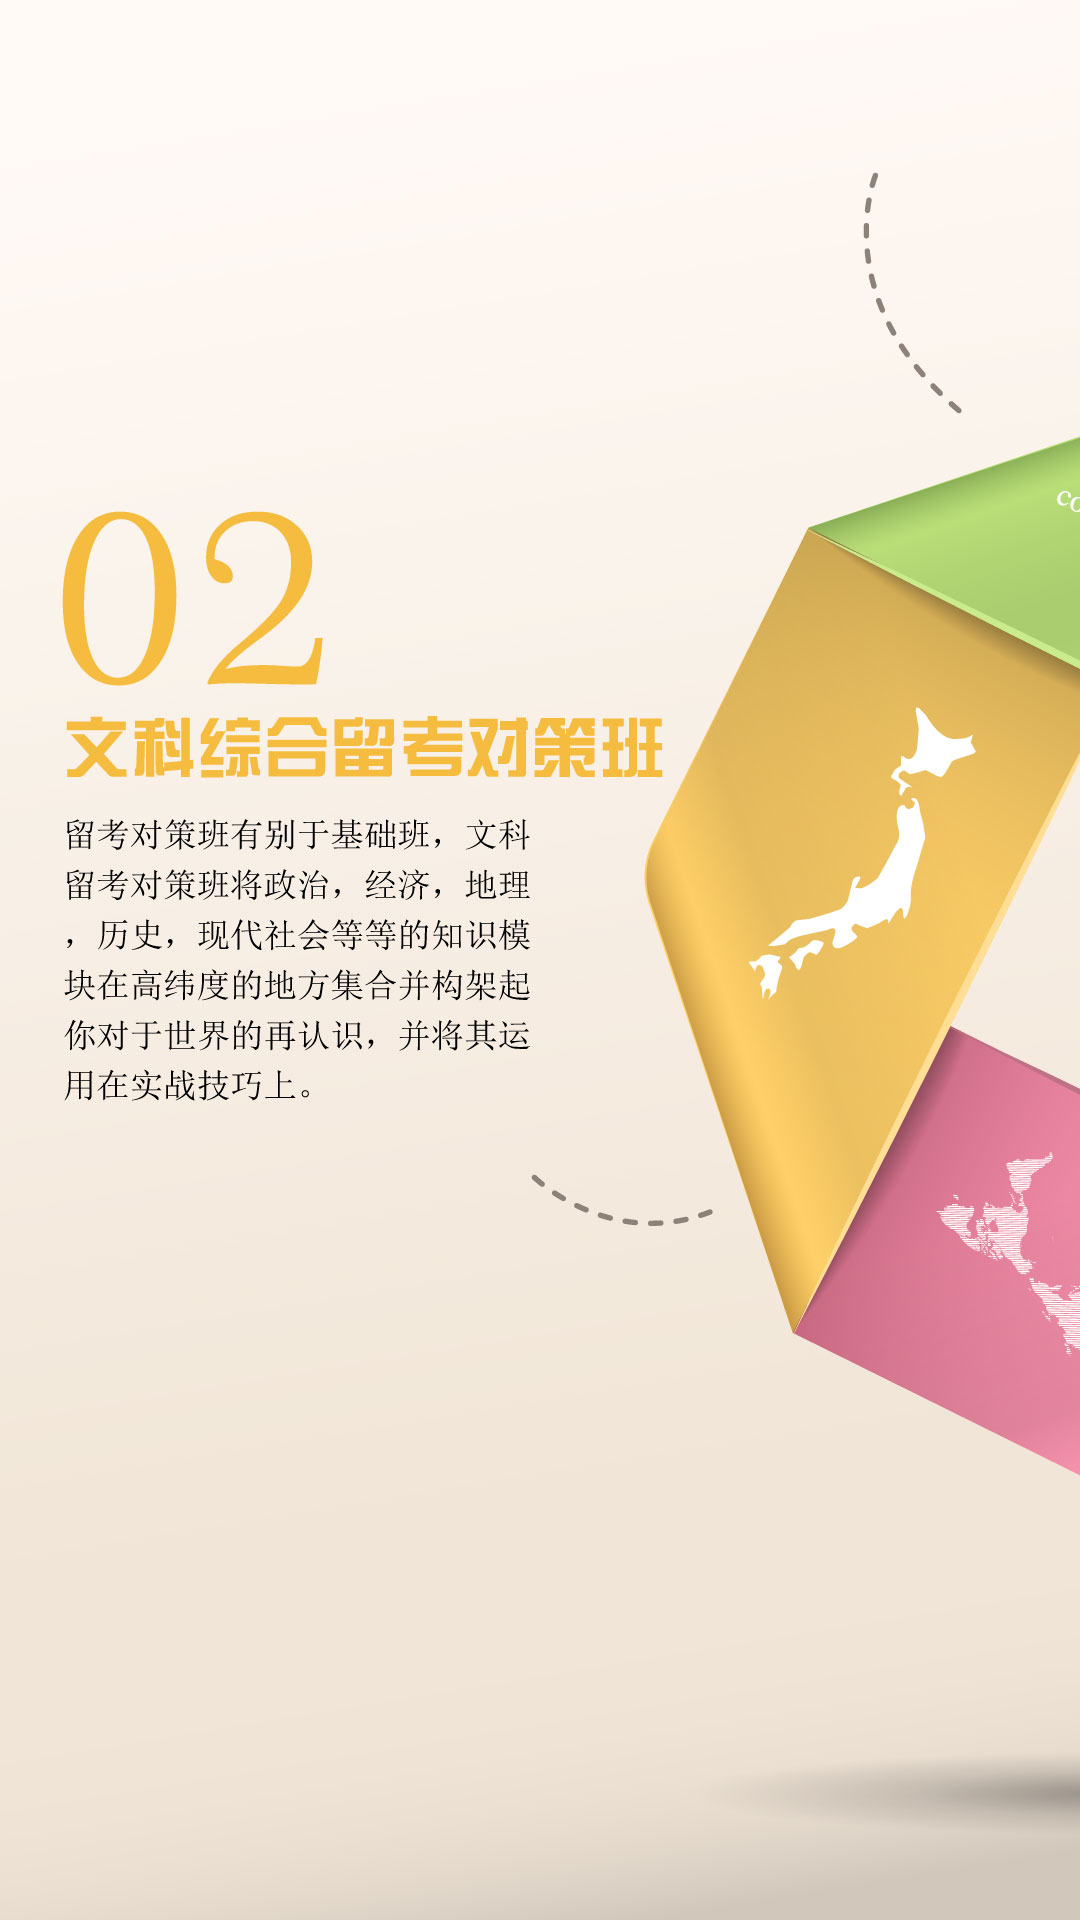 02
文科综合留考对策班
留考对策班有别于基础班，文科
留考对策班将政治，经济，地理
，历史，现代社会等等的知识模
块在高纬度的地方集合并构架起
你对于世界的再认识，并将其运
用在实战技巧上。
co